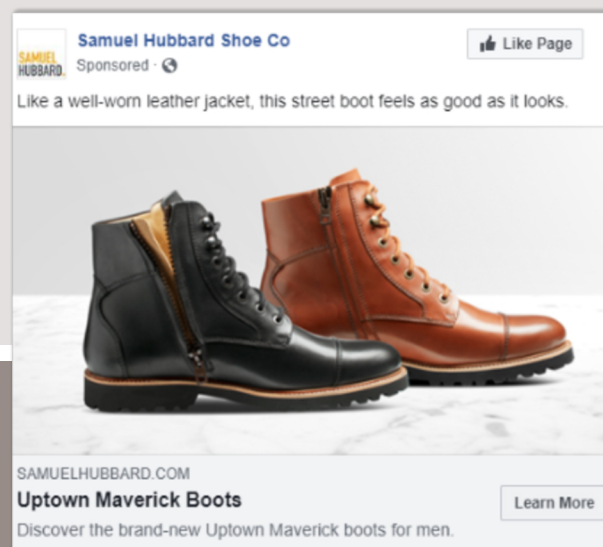 SAMUEL
HUBBARD.
Samuel Hubbard Shoe Co
Sponsored ·
Like Page
Like a well-worn leather jacket, this street boot feels as good as it looks.
SAMUELHUBBARD.COM
Uptown Maverick Boots
Learn More
Discover the brand-new Uptown Maverick boots for men.